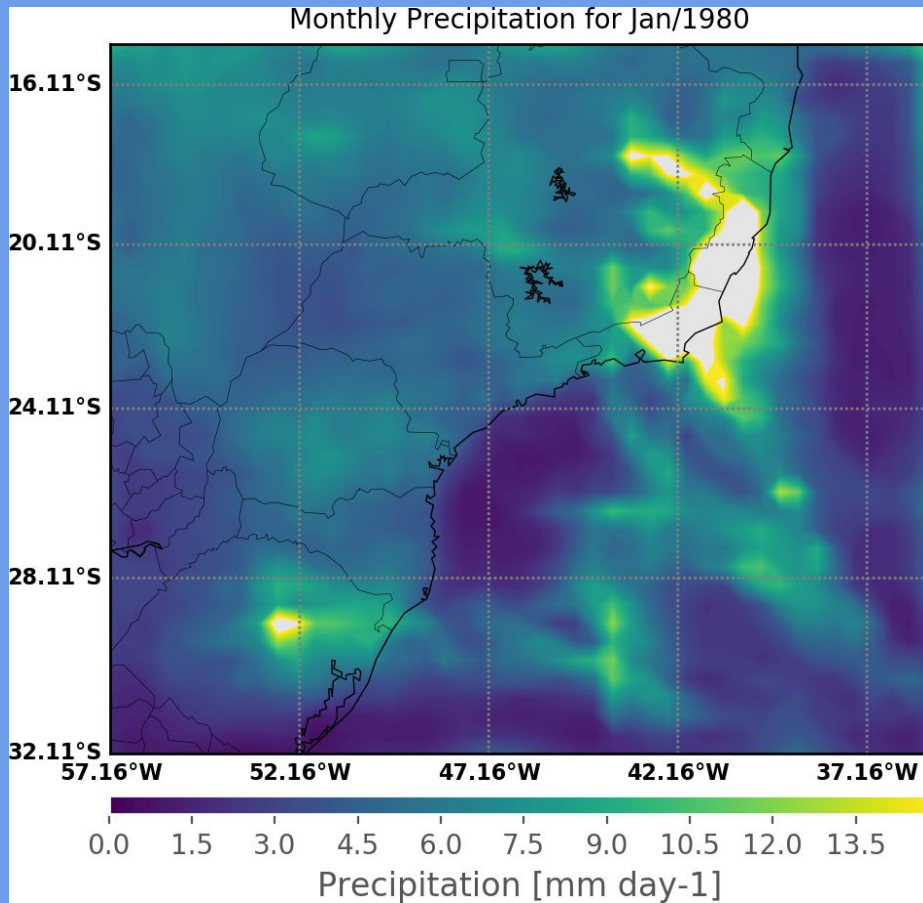 Monthly Precipitation for Jan/1980
16.11°S
20.11°S
24.11°S
28.11°S
32.11°S
57.16°W 52.16°W 47.16°W 42.16°W 37.16°W
0.0 1.5 3.0 4.5 6.0 7.5 9.0 10.5 12.0 13.5
Precipitation [mm day-1]